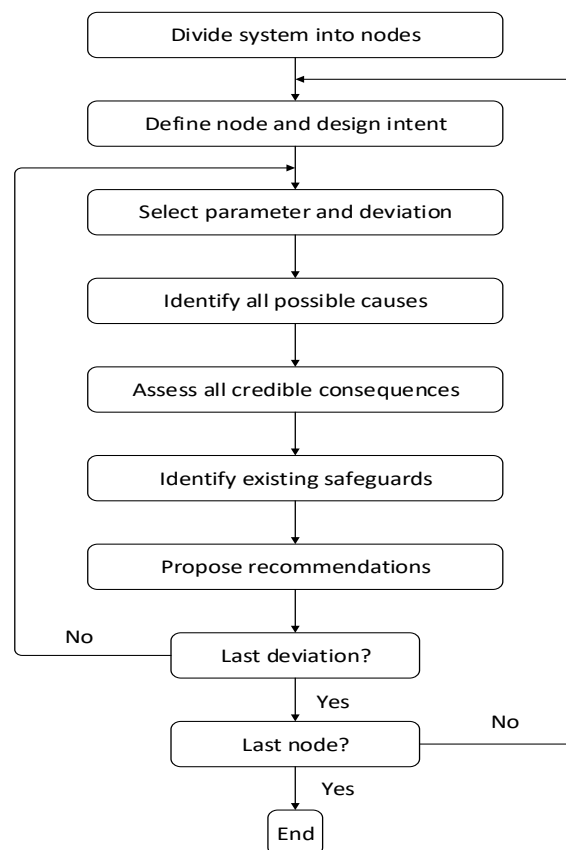 Divide system into nodes
Define node and design intent
Select parameter and deviation
Identify all possible causes
Assess all credible consequences
Identify existing safeguards
Propose recommendations
No
Last deviation?
Yes
No
Last node?
Yes
End